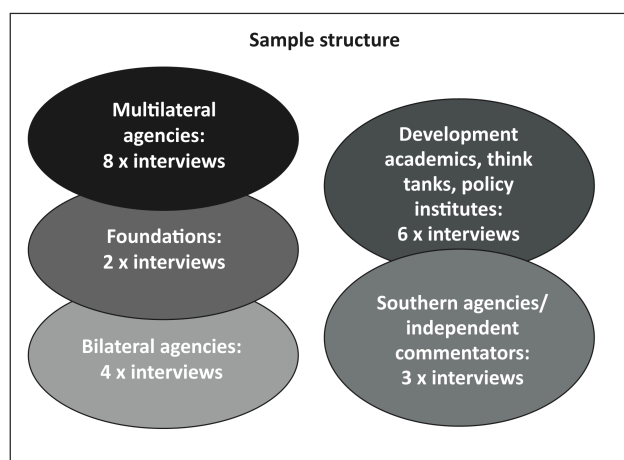 Sample structure
Multilateral
agencies:
8 x interviews
Foundations:
2 x interviews
Bilateral agencies:
4 x interviews
Development
academics, think
tanks, policy
institutes:
6 x interviews
Southern agencies/
independent
commentators:
3 x interviews